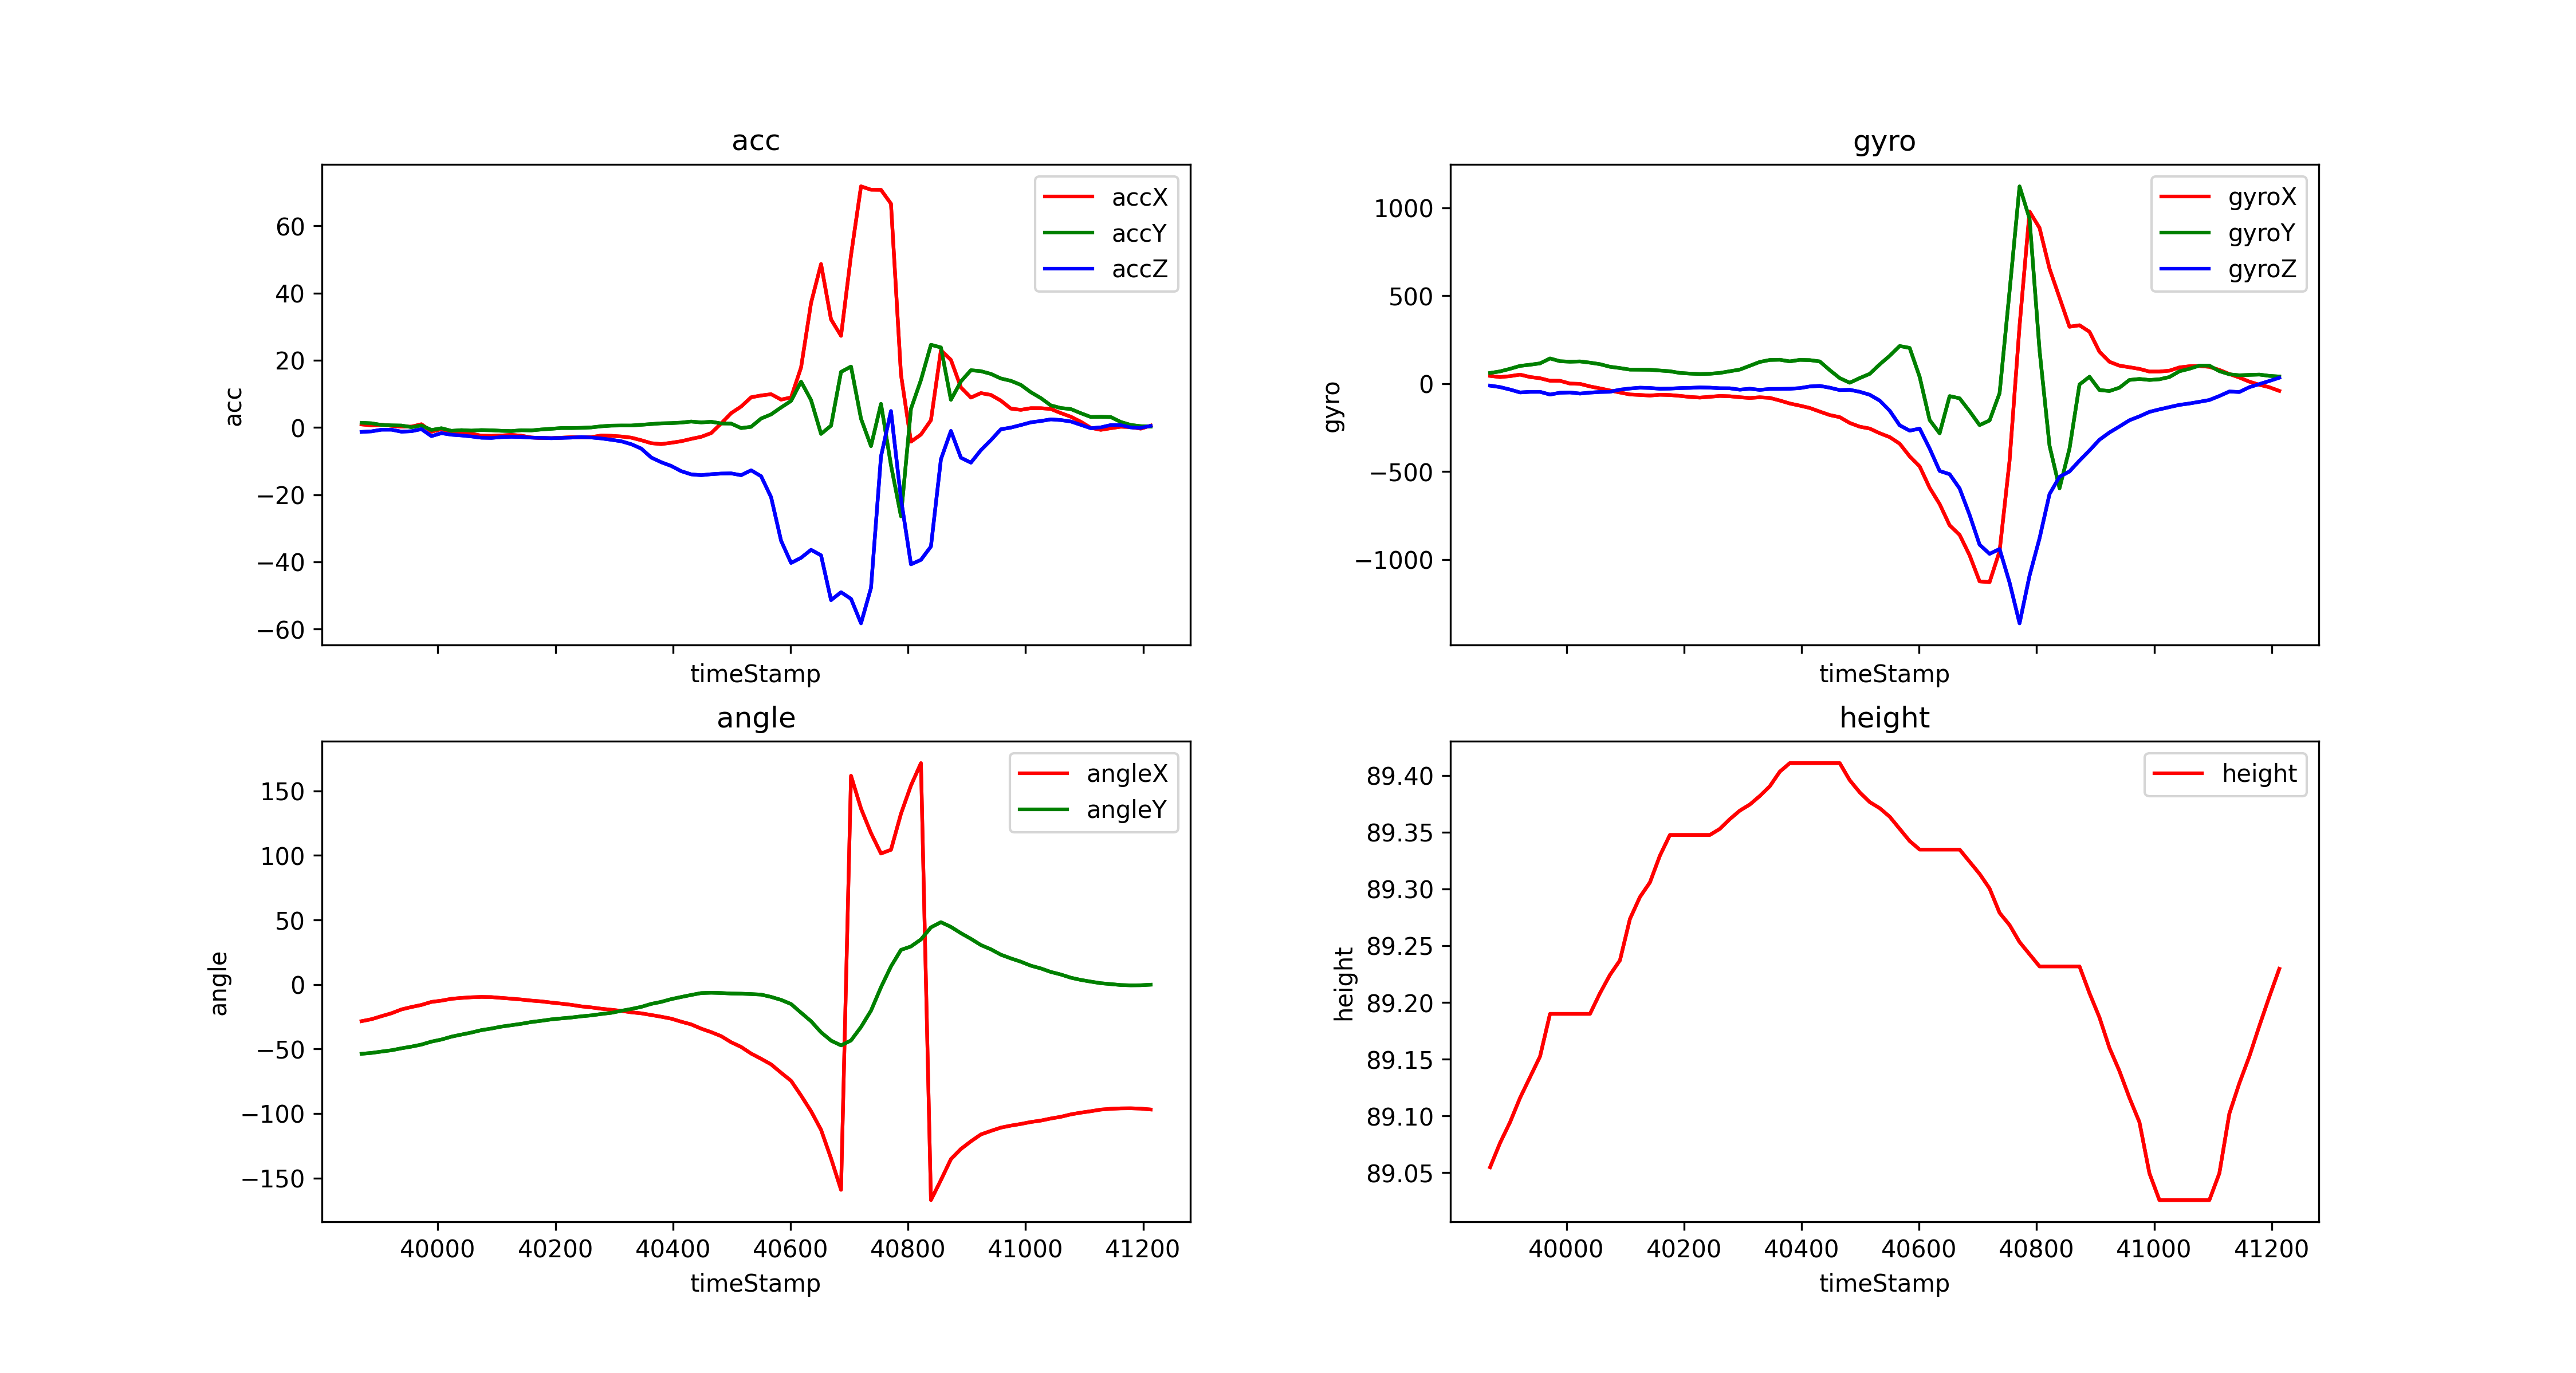 acc
acc
60
40
20
0
−20
−40
−60
accX
accY
accZ
timeStamp
gyro
gyro
1000
500
0
−500
−1000
gyroX
gyroY
gyroZ
timeStamp
angle
angle
150
100
50
0
−50
−100
−150
angleX
angleY
40000 40200 40400 40600 40800 41000 41200
timeStamp
height
height
89.40
89.35
89.30
89.25
89.20
89.15
89.10
89.05
height
40000 40200 40400 40600 40800 41000 41200
timeStamp